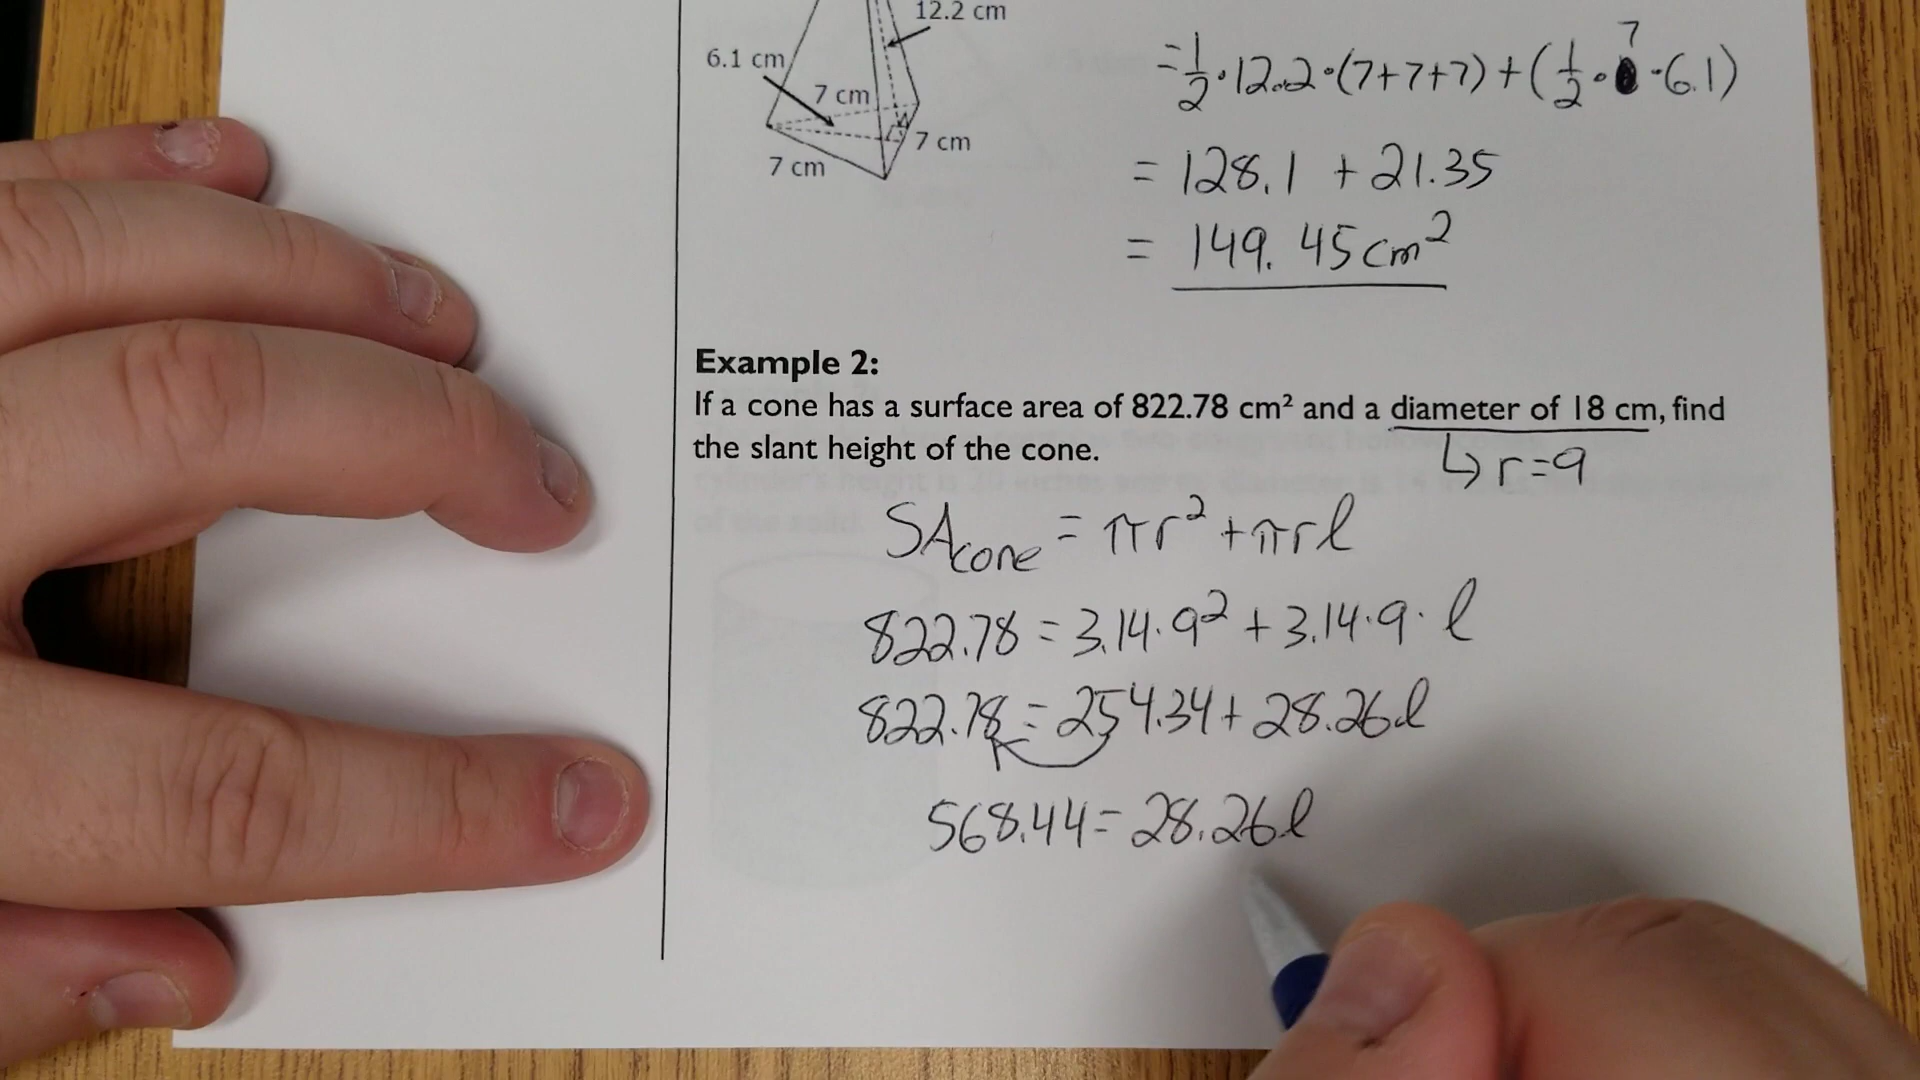 12.2 cm
6.1 cm
7 cm
7 cm
7 cm
= 1/2 · 12.2 · (7+7+7) + (1/2 · 7 · 6.1)
= 128.1 + 21.35
= 149.45 cm²
Example 2:
If a cone has a surface area of 822.78 cm² and a diameter of 18 cm, find
the slant height of the cone.
↳ r=9
SAcone = πr² + πrl
822.78 = 3.14·9² + 3.14·9·l
822.78 = 254.34 + 28.26l
568.44 = 28.26l